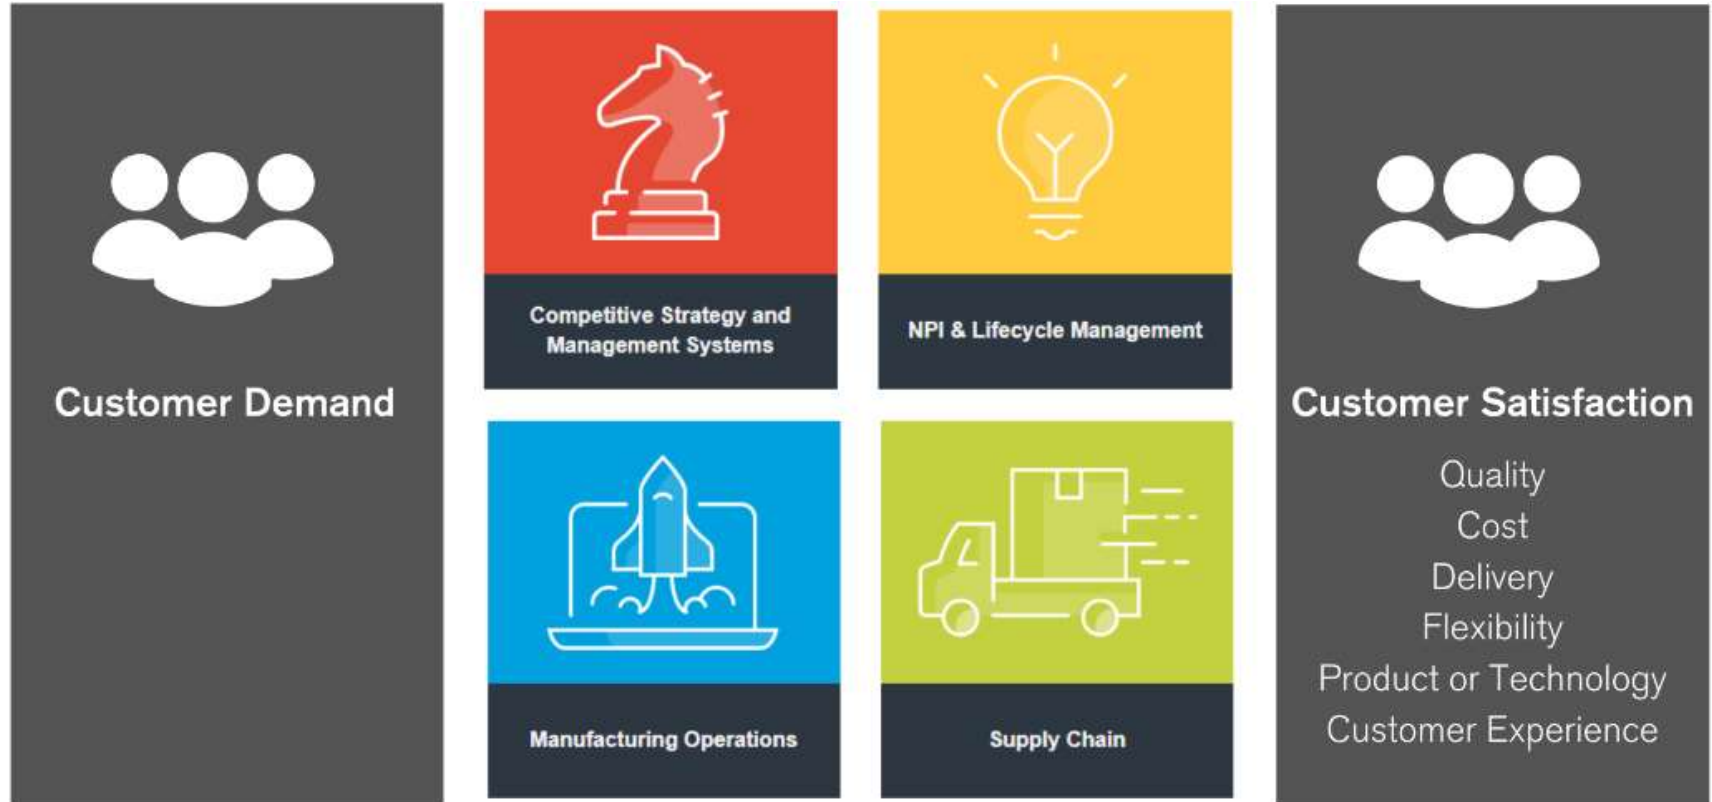 Customer Demand
Competitive Strategy and
Management Systems
NPI & Lifecycle Management
Manufacturing Operations
Supply Chain
Customer Satisfaction
Quality
Cost
Delivery
Flexibility
Product or Technology
Customer Experience